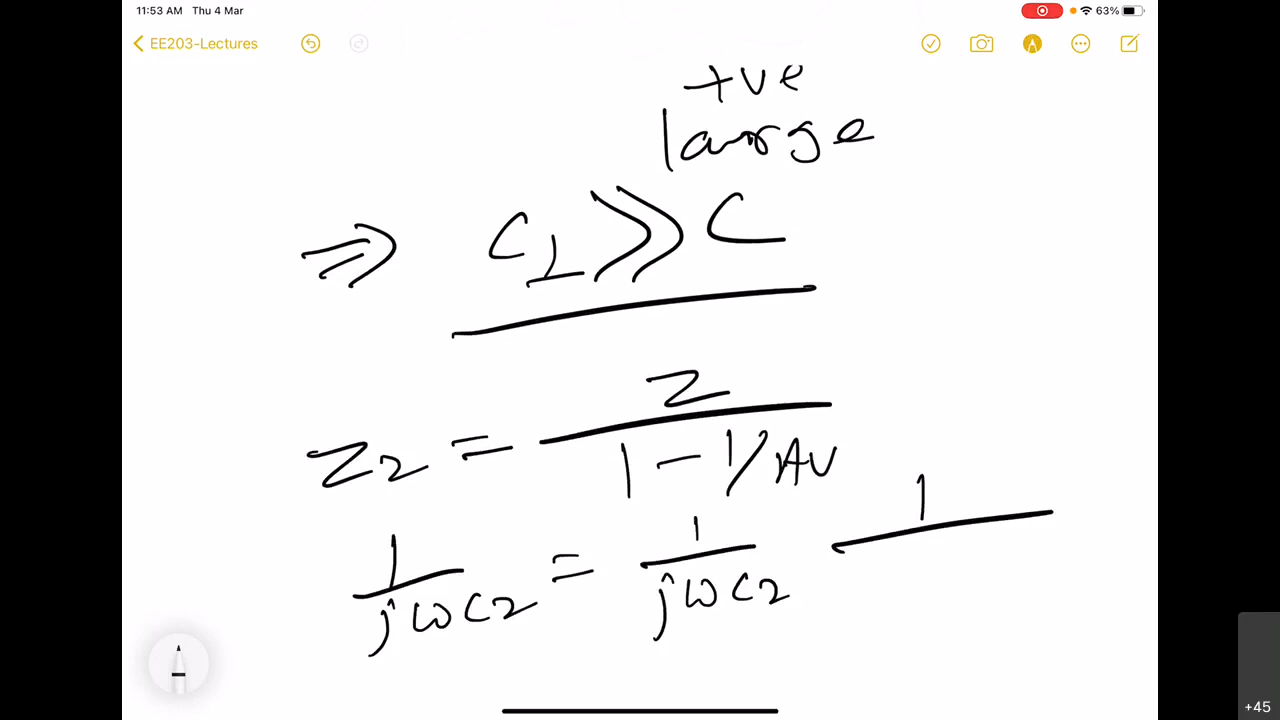 11:53 AM Thu 4 Mar 63%
EE203-Lectures
+ve
large
⇒ C1 >> C
Z2 = Z / (1 - 1/Av)
1/(jωC2) = 1/(jωC2) 1/
+45